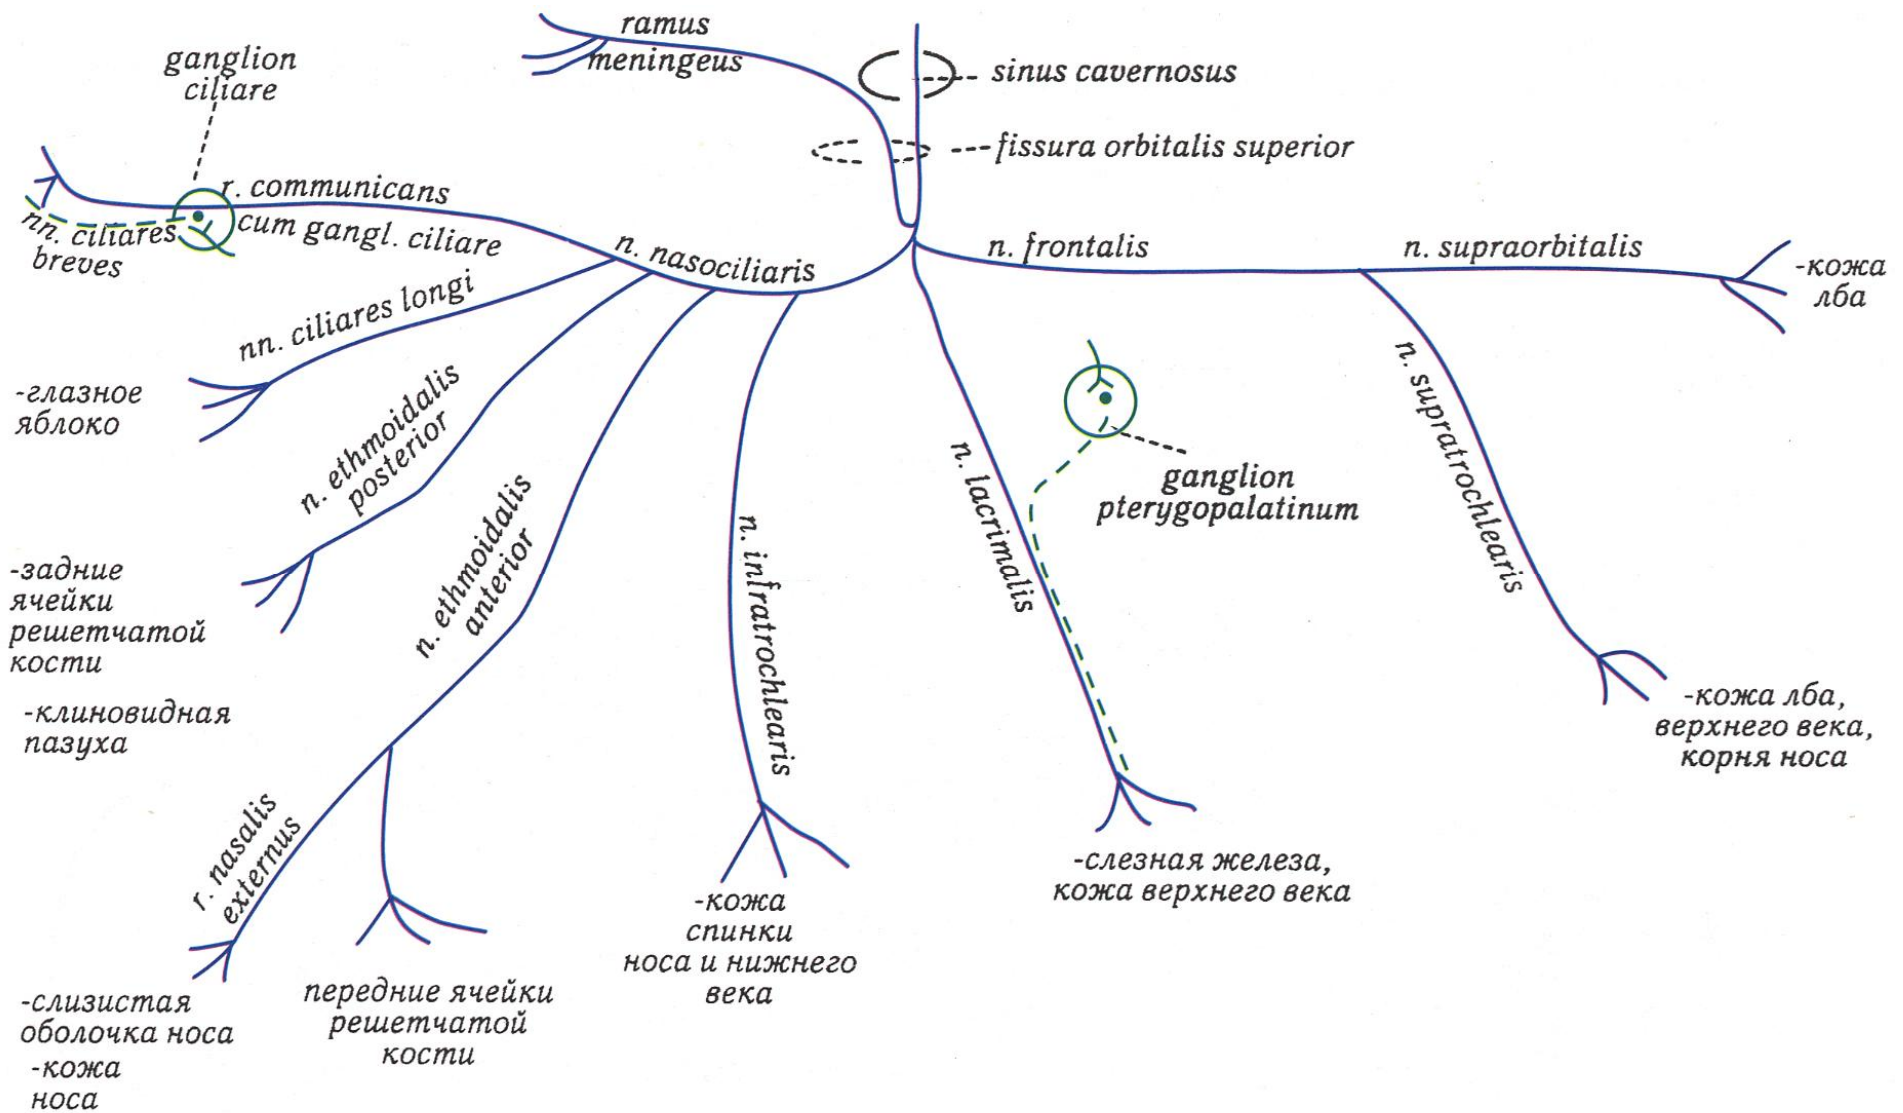 ramus
meningeus
ganglion
ciliare
sinus cavernosus
fissura orbitalis superior
r. communicans
cum gangl. ciliare
nn. ciliares
breves
n. nasociliaris
n. frontalis
n. supraorbitalis
-кожа
лба
nn. ciliares longi
-глазное
яблоко
n. ethmoidalis
posterior
n. ethmoidalis
anterior
n. infratrochlearis
n. lacrimalis
ganglion
pterygopalatinum
n. supratrochlearis
-задние
ячейки
решетчатой
кости
-клиновидная
пазуха
-кожа лба,
верхнего века,
корня носа
r. nasalis
externus
-слезная железа,
кожа верхнего века
-кожа
спинки
носа и нижнего
века
передние ячейки
решетчатой
кости
-слизистая
оболочка носа
-кожа
носа